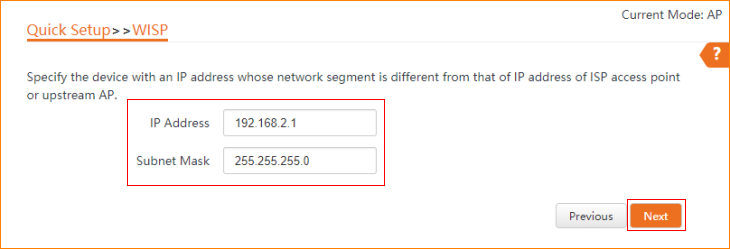 Current Mode: AP
Quick Setup>>WISP
?
Specify the device with an IP address whose network segment is different from that of IP address of ISP access point
or upstream AP.
IP Address 192.168.2.1
Subnet Mask 255.255.255.0
Previous Next